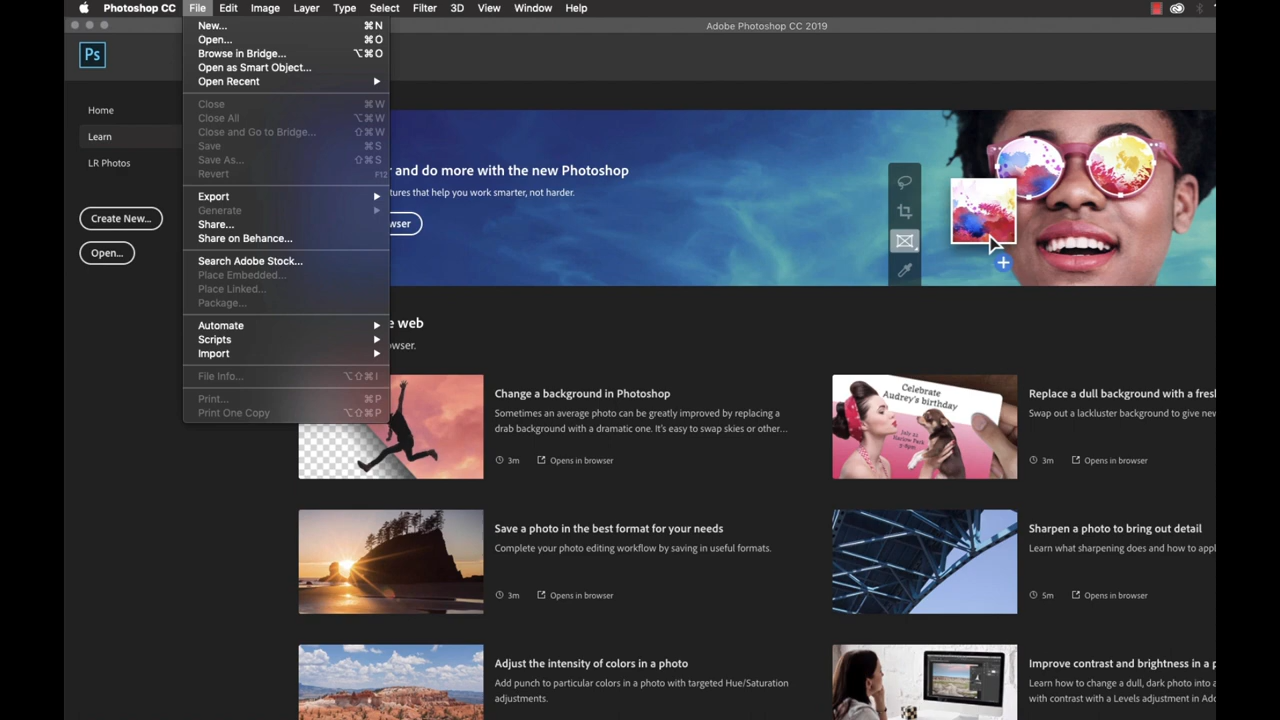 Photoshop CC File Edit Image Layer Type Select Filter 3D View Window Help
Adobe Photoshop CC 2019
Ps
New... ⌘N
Open... ⌘O
Browse in Bridge... ⌥⌘O
Open as Smart Object...
Open Recent
Close ⌘W
Close All ⌥⌘W
Close and Go to Bridge... ⇧⌘W
Save ⌘S
Save As... ⇧⌘S
Revert F12
Export
Generate
Share...
Share on Behance...
Search Adobe Stock...
Place Embedded...
Place Linked...
Package...
Automate
Scripts
Import
File Info... ⌥⇧⌘I
Print... ⌘P
Print One Copy ⌥⇧⌘P
Home
Learn
LR Photos
Create New...
Open...
and do more with the new Photoshop
tures that help you work smarter, not harder.
wser
e web
owser.
Change a background in Photoshop
Sometimes an average photo can be greatly improved by replacing a
drab background with a dramatic one. It's easy to swap skies or other...
3m Opens in browser
Celebrate
Audrey's birthday
July 21
3-6pm
Replace a dull background with a fresh
Swap out a lackluster background to give new
3m Opens in browser
Save a photo in the best format for your needs
Complete your photo editing workflow by saving in useful formats.
3m Opens in browser
Sharpen a photo to bring out detail
Learn what sharpening does and how to appl
5m Opens in browser
Adjust the intensity of colors in a photo
Add punch to particular colors in a photo with targeted Hue/Saturation
adjustments.
Improve contrast and brightness in a p
Learn how to change a dull, dark photo into a
with contrast with a Levels adjustment in Ado